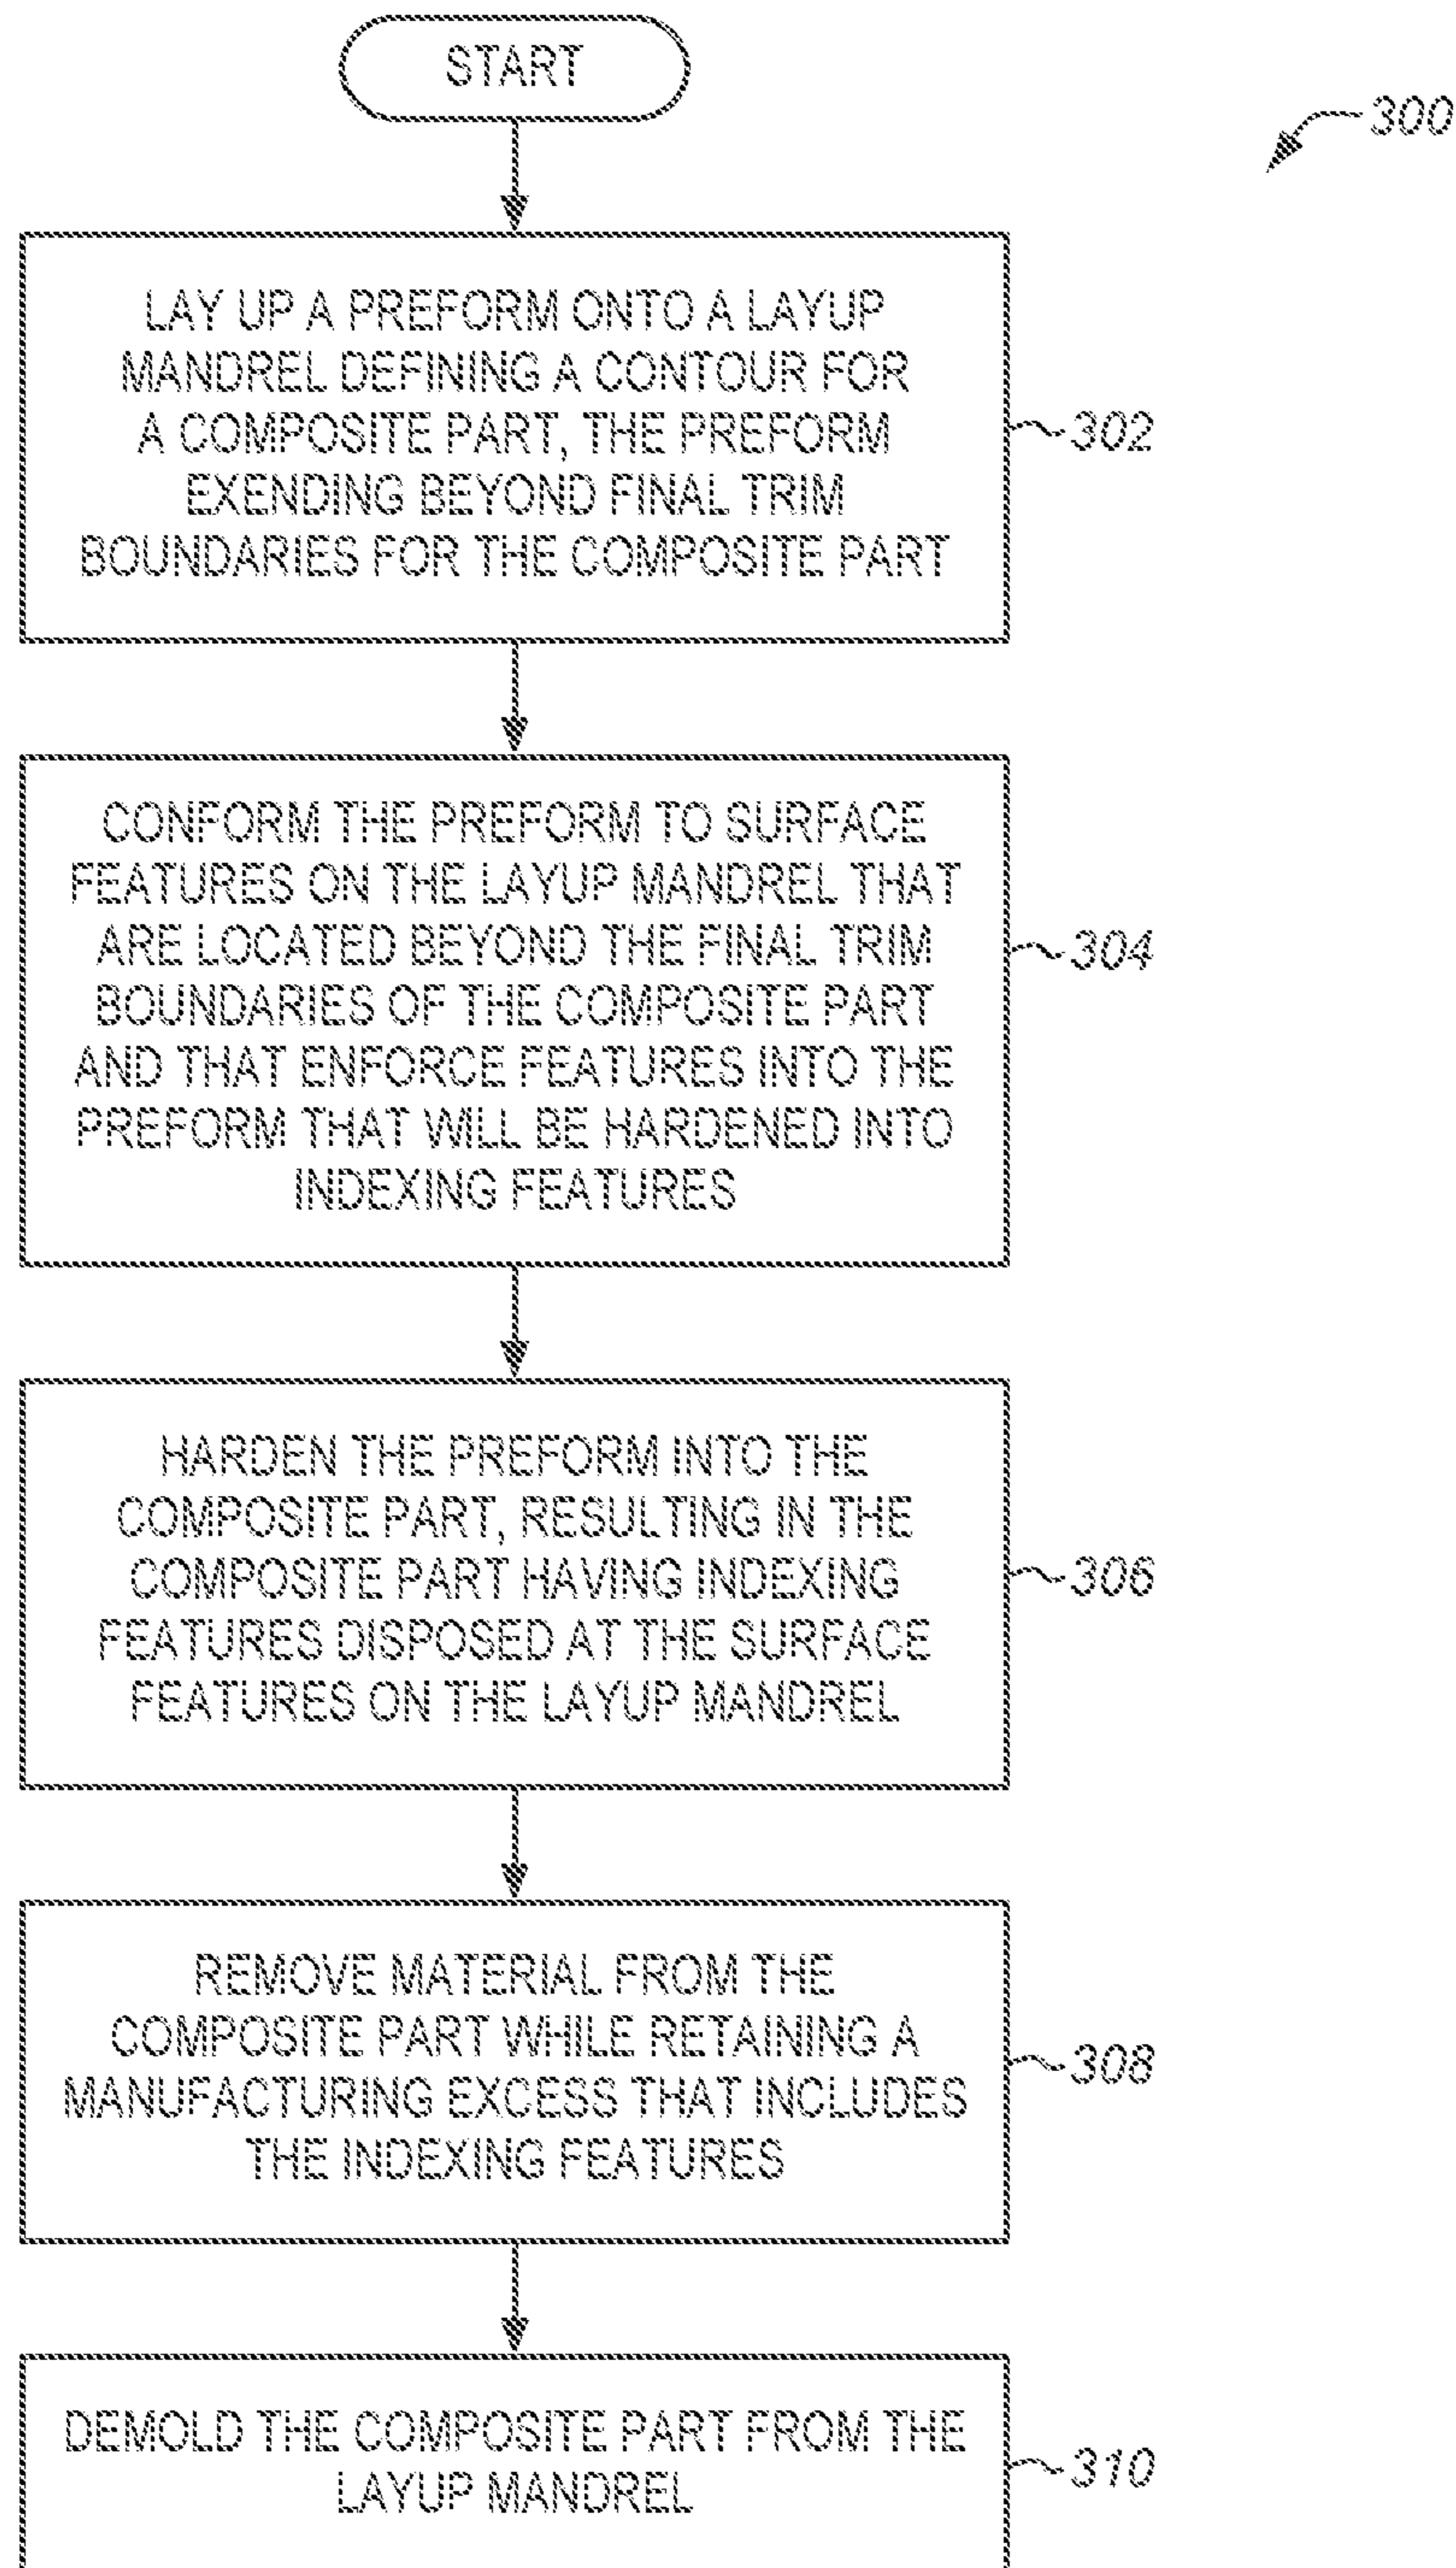 START
300
LAY UP A PREFORM ONTO A LAYUP
MANDREL DEFINING A CONTOUR FOR
A COMPOSITE PART, THE PREFORM
EXENDING BEYOND FINAL TRIM
BOUNDARIES FOR THE COMPOSITE PART
302
CONFORM THE PREFORM TO SURFACE
FEATURES ON THE LAYUP MANDREL THAT
ARE LOCATED BEYOND THE FINAL TRIM
BOUNDARIES OF THE COMPOSITE PART
AND THAT ENFORCE FEATURES INTO THE
PREFORM THAT WILL BE HARDENED INTO
INDEXING FEATURES
304
HARDEN THE PREFORM INTO THE
COMPOSITE PART, RESULTING IN THE
COMPOSITE PART HAVING INDEXING
FEATURES DISPOSED AT THE SURFACE
FEATURES ON THE LAYUP MANDREL
306
REMOVE MATERIAL FROM THE
COMPOSITE PART WHILE RETAINING A
MANUFACTURING EXCESS THAT INCLUDES
THE INDEXING FEATURES
308
DEMOLD THE COMPOSITE PART FROM THE
LAYUP MANDREL
310